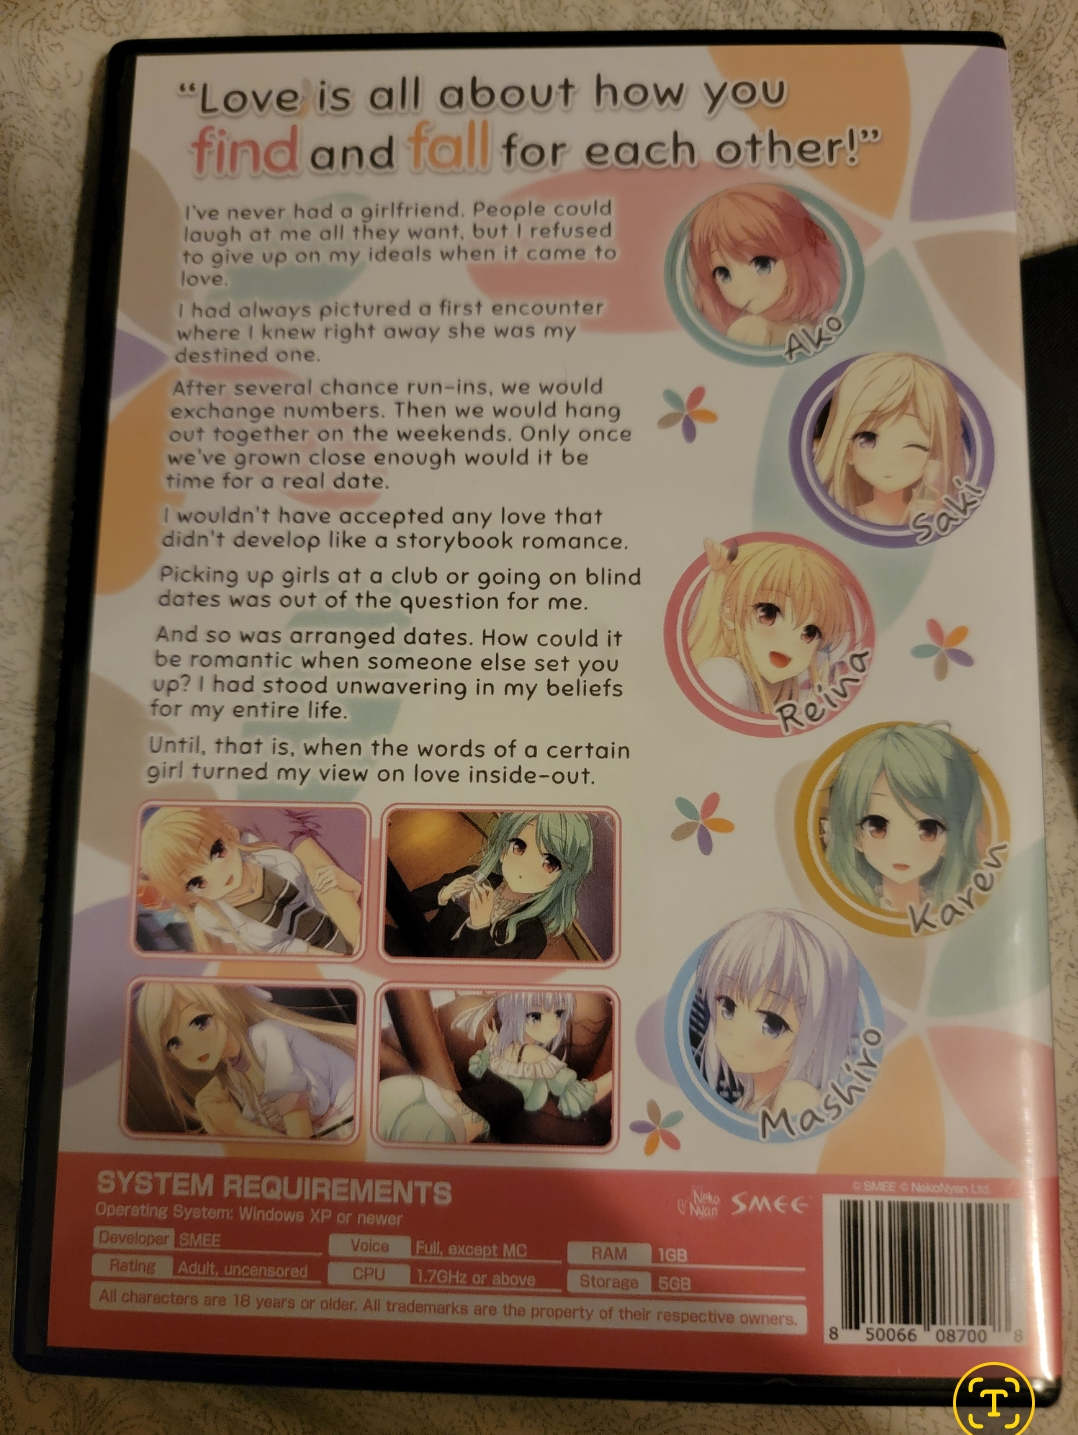 “Love is all about how you
find and fall for each other!”
I've never had a girlfriend. People could
laugh at me all they want, but I refused
to give up on my ideals when it came to
love.
I had always pictured a first encounter
where I knew right away she was my
destined one.
After several chance run-ins, we would
exchange numbers. Then we would hang
out together on the weekends. Only once
we've grown close enough would it be
time for a real date.
I wouldn't have accepted any love that
didn't develop like a storybook romance.
Picking up girls at a club or going on blind
dates was out of the question for me.
And so was arranged dates. How could it
be romantic when someone else set you
up? I had stood unwavering in my beliefs
for my entire life.
Until, that is, when the words of a certain
girl turned my view on love inside-out.
Ako
Saki
Reina
Karen
Mashiro
SYSTEM REQUIREMENTS
Operating System: Windows XP or newer
Developer SMEE
Voice Full, except MC
RAM 1GB
Rating Adult, uncensored
CPU 1.7GHz or above
Storage 5GB
All characters are 18 years or older. All trademarks are the property of their respective owners.
Neko
Nyan
SMEE
© SMEE © NekoNyan Ltd.
8 50066 08700 8
T